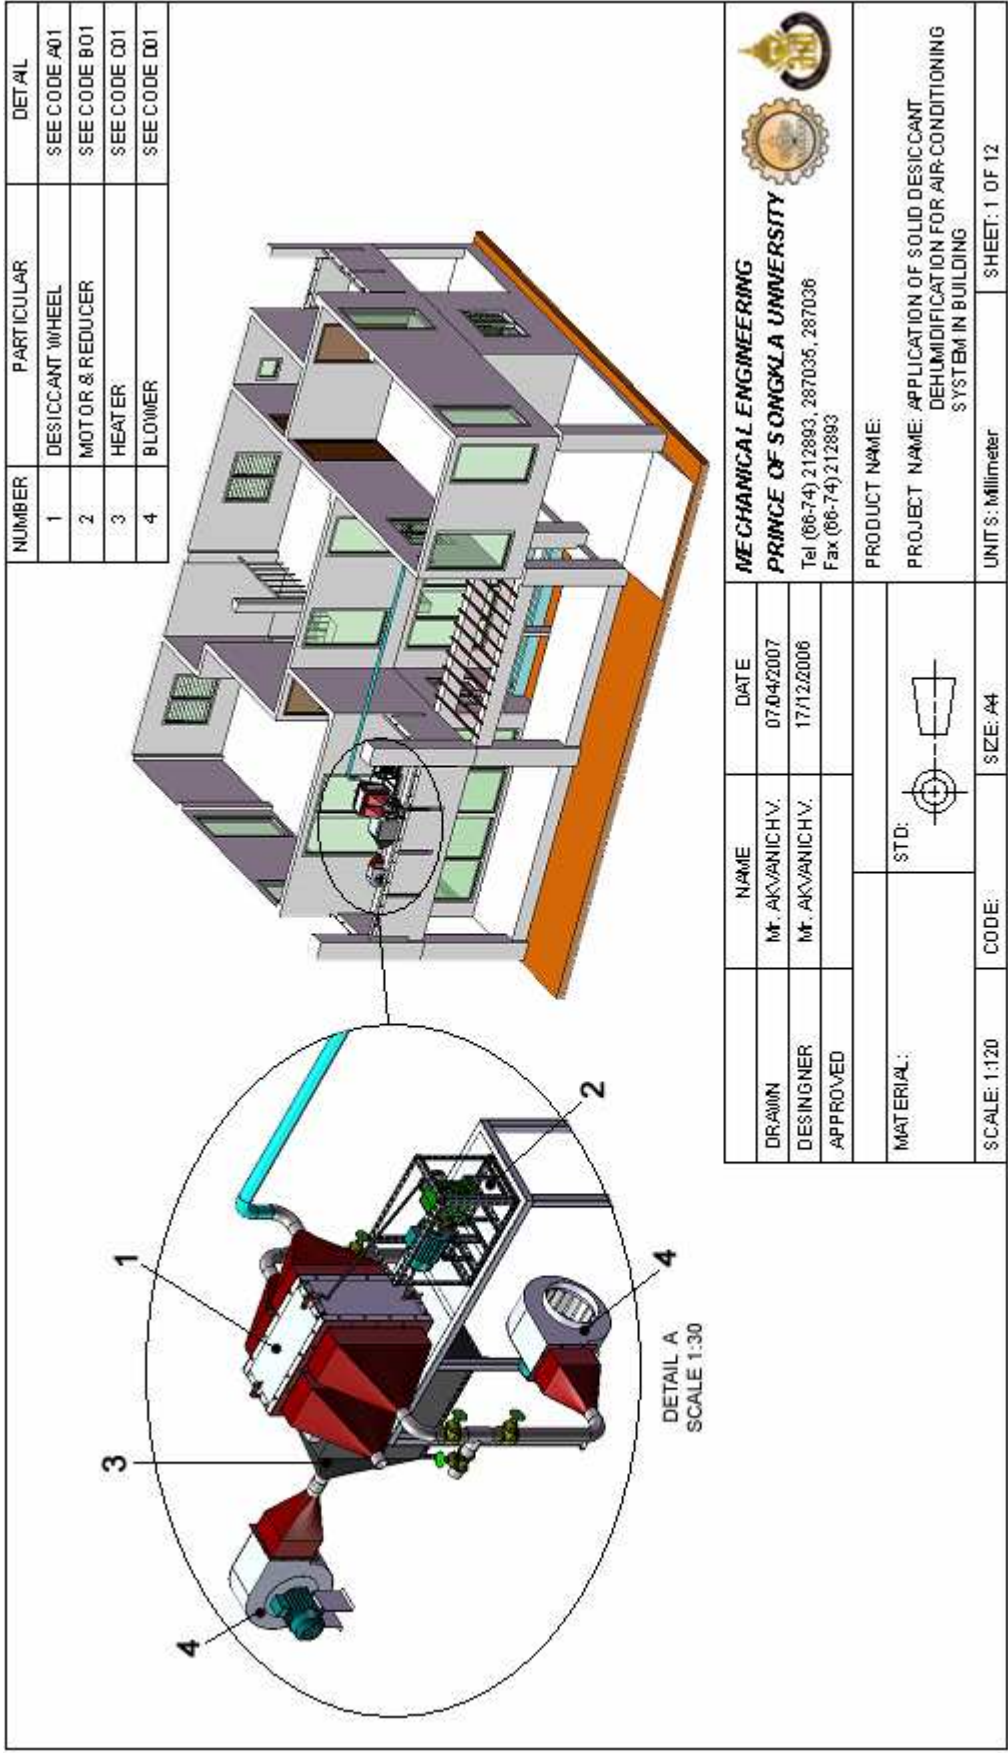 NUMBER PARTICULAR DETAIL
1 DESICCANT WHEEL SEE CODE A01
2 MOTOR & REDUCER SEE CODE B01
3 HEATER SEE CODE C01
4 BLOWER SEE CODE D01
1
2
3
4
4
DETAIL A
SCALE 1:30
NAME DATE
DRAWN Mr. AKVANICH V. 07/04/2007
DESINGNER Mr. AKVANICH V. 17/12/2006
APPROVED
MECHANICAL ENGINEERING
PRINCE OF SONGKLA UNIVERSITY
Tel (66-74) 212893, 287035, 287036
Fax (66-74) 212893
PRODUCT NAME:
MATERIAL:
STD:
PROJECT NAME: APPLICATION OF SOLID DESICCANT
DEHUMIDIFICATION FOR AIR-CONDITIONING
SYSTEM IN BUILDING
SCALE: 1:120 CODE: SIZE: A4 UNITS: Millimeter SHEET: 1 OF 12